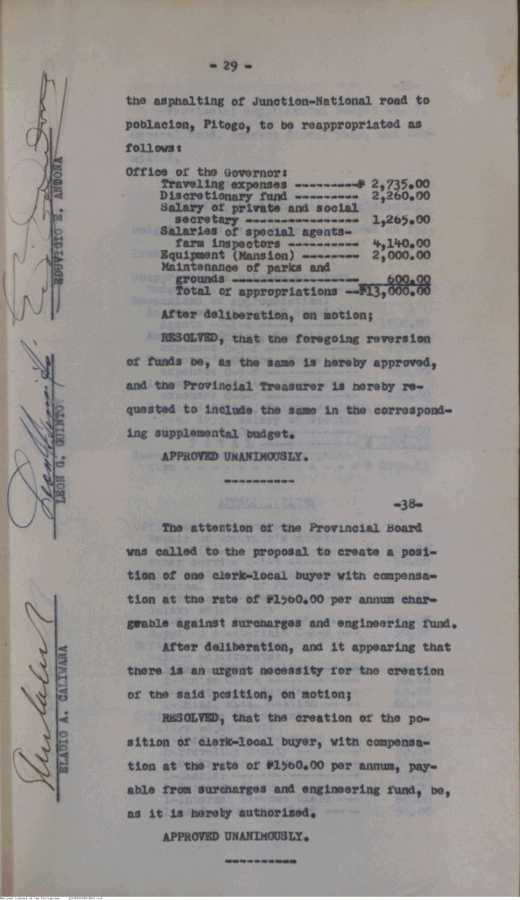 - 29 -
the asphalting of Junction-National road to
poblacion, Pitogo, to be reappropriated as
follows:
Office of the Governor:
Traveling expenses ----------₱ 2,735.00
Discretionary fund ---------- 2,260.00
Salary of private and social
secretary --------------- 1,265.00
Salaries of special agents-
farm inspectors ---------- 4,140.00
Equipment (Mansion) -------- 2,000.00
Maintenance of parks and
grounds ------------------ 600.00
Total of appropriations --₱13,000.00
After deliberation, on motion;
RESOLVED, that the foregoing reversion
of funds be, as the same is hereby approved,
and the Provincial Treasurer is hereby re-
quested to include the same in the correspond-
ing supplemental budget.
APPROVED UNANIMOUSLY.
-----------
-38-
The attention of the Provincial Board
was called to the proposal to create a posi-
tion of one clerk-local buyer with compensa-
tion at the rate of ₱1560.00 per annum char-
geable against surcharges and engineering fund.
After deliberation, and it appearing that
there is an urgent necessity for the creation
of the said position, on motion;
RESOLVED, that the creation of the po-
sition of clerk-local buyer, with compensa-
tion at the rate of ₱1560.00 per annum, pay-
able from surcharges and engineering fund, be,
as it is hereby authorized.
APPROVED UNANIMOUSLY.
-----------
EDUVIGIO E. ANDONA
LEON G. GUINTO
ELADIO A. CALIWARA
National Library of the Philippines